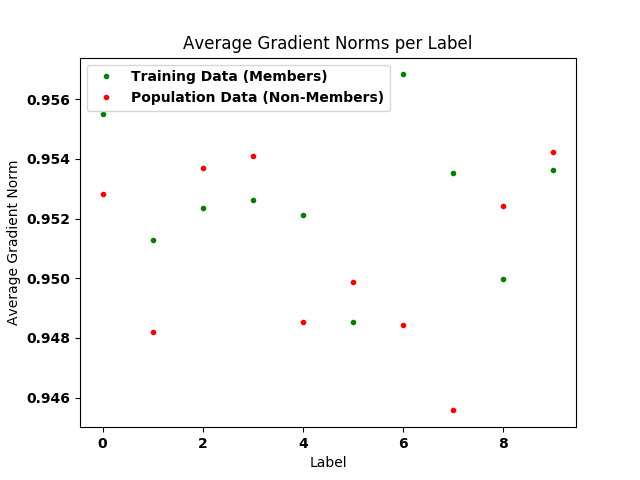 Average Gradient Norms per Label
Training Data (Members)
Population Data (Non-Members)
Average Gradient Norm
0.956
0.954
0.952
0.950
0.948
0.946
0 2 4 6 8
Label